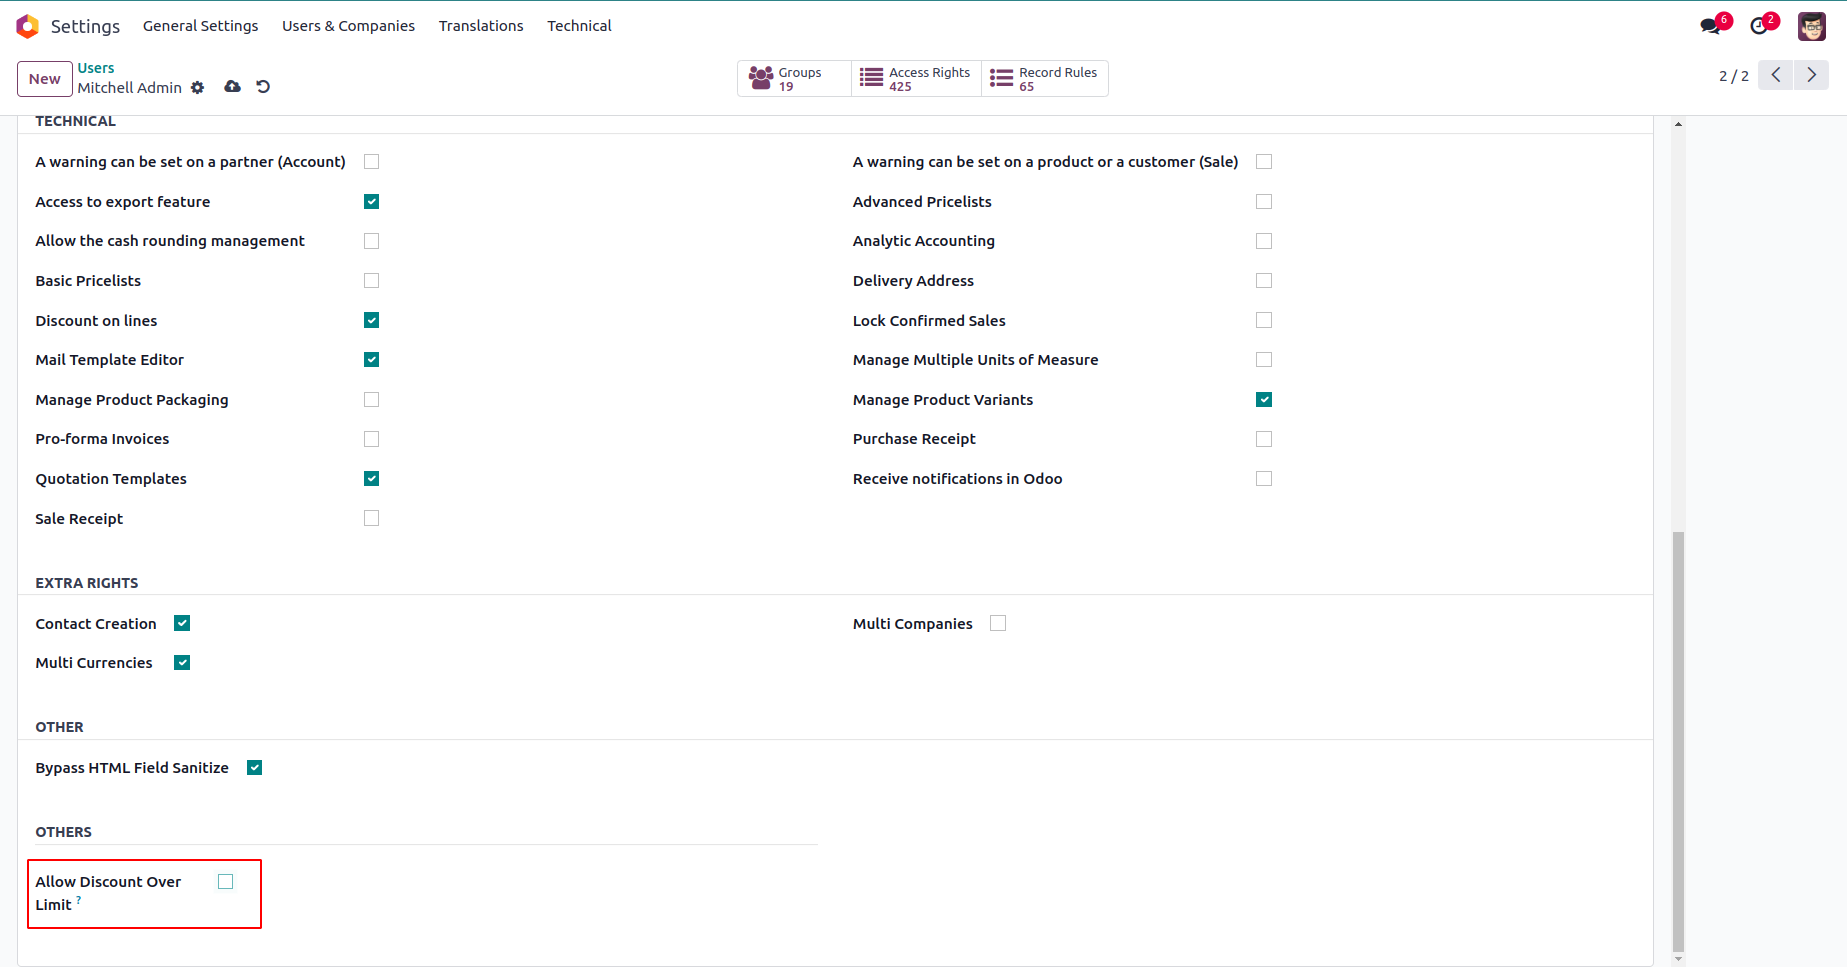 Settings General Settings Users & Companies Translations Technical 6 2
New Users Groups Access Rights Record Rules
Mitchell Admin 19 425 65 2 / 2
TECHNICAL
A warning can be set on a partner (Account) A warning can be set on a product or a customer (Sale)
Access to export feature Advanced Pricelists
Allow the cash rounding management Analytic Accounting
Basic Pricelists Delivery Address
Discount on lines Lock Confirmed Sales
Mail Template Editor Manage Multiple Units of Measure
Manage Product Packaging Manage Product Variants
Pro-forma Invoices Purchase Receipt
Quotation Templates Receive notifications in Odoo
Sale Receipt
EXTRA RIGHTS
Contact Creation Multi Companies
Multi Currencies
OTHER
Bypass HTML Field Sanitize
OTHERS
Allow Discount Over
Limit ?